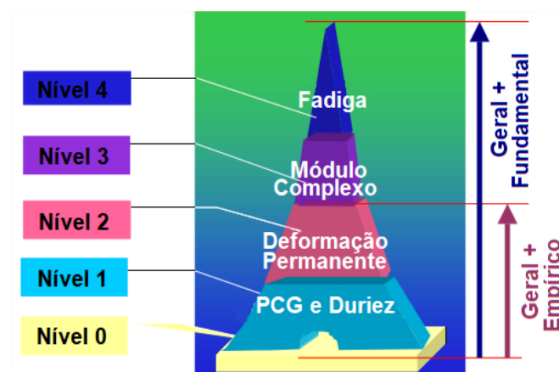 Nível 4
Nível 3
Nível 2
Nível 1
Nível 0
Fadiga
Módulo
Complexo
Deformação
Permanente
PCG e Duriez
Geral +
Fundamental
Geral +
Empírico